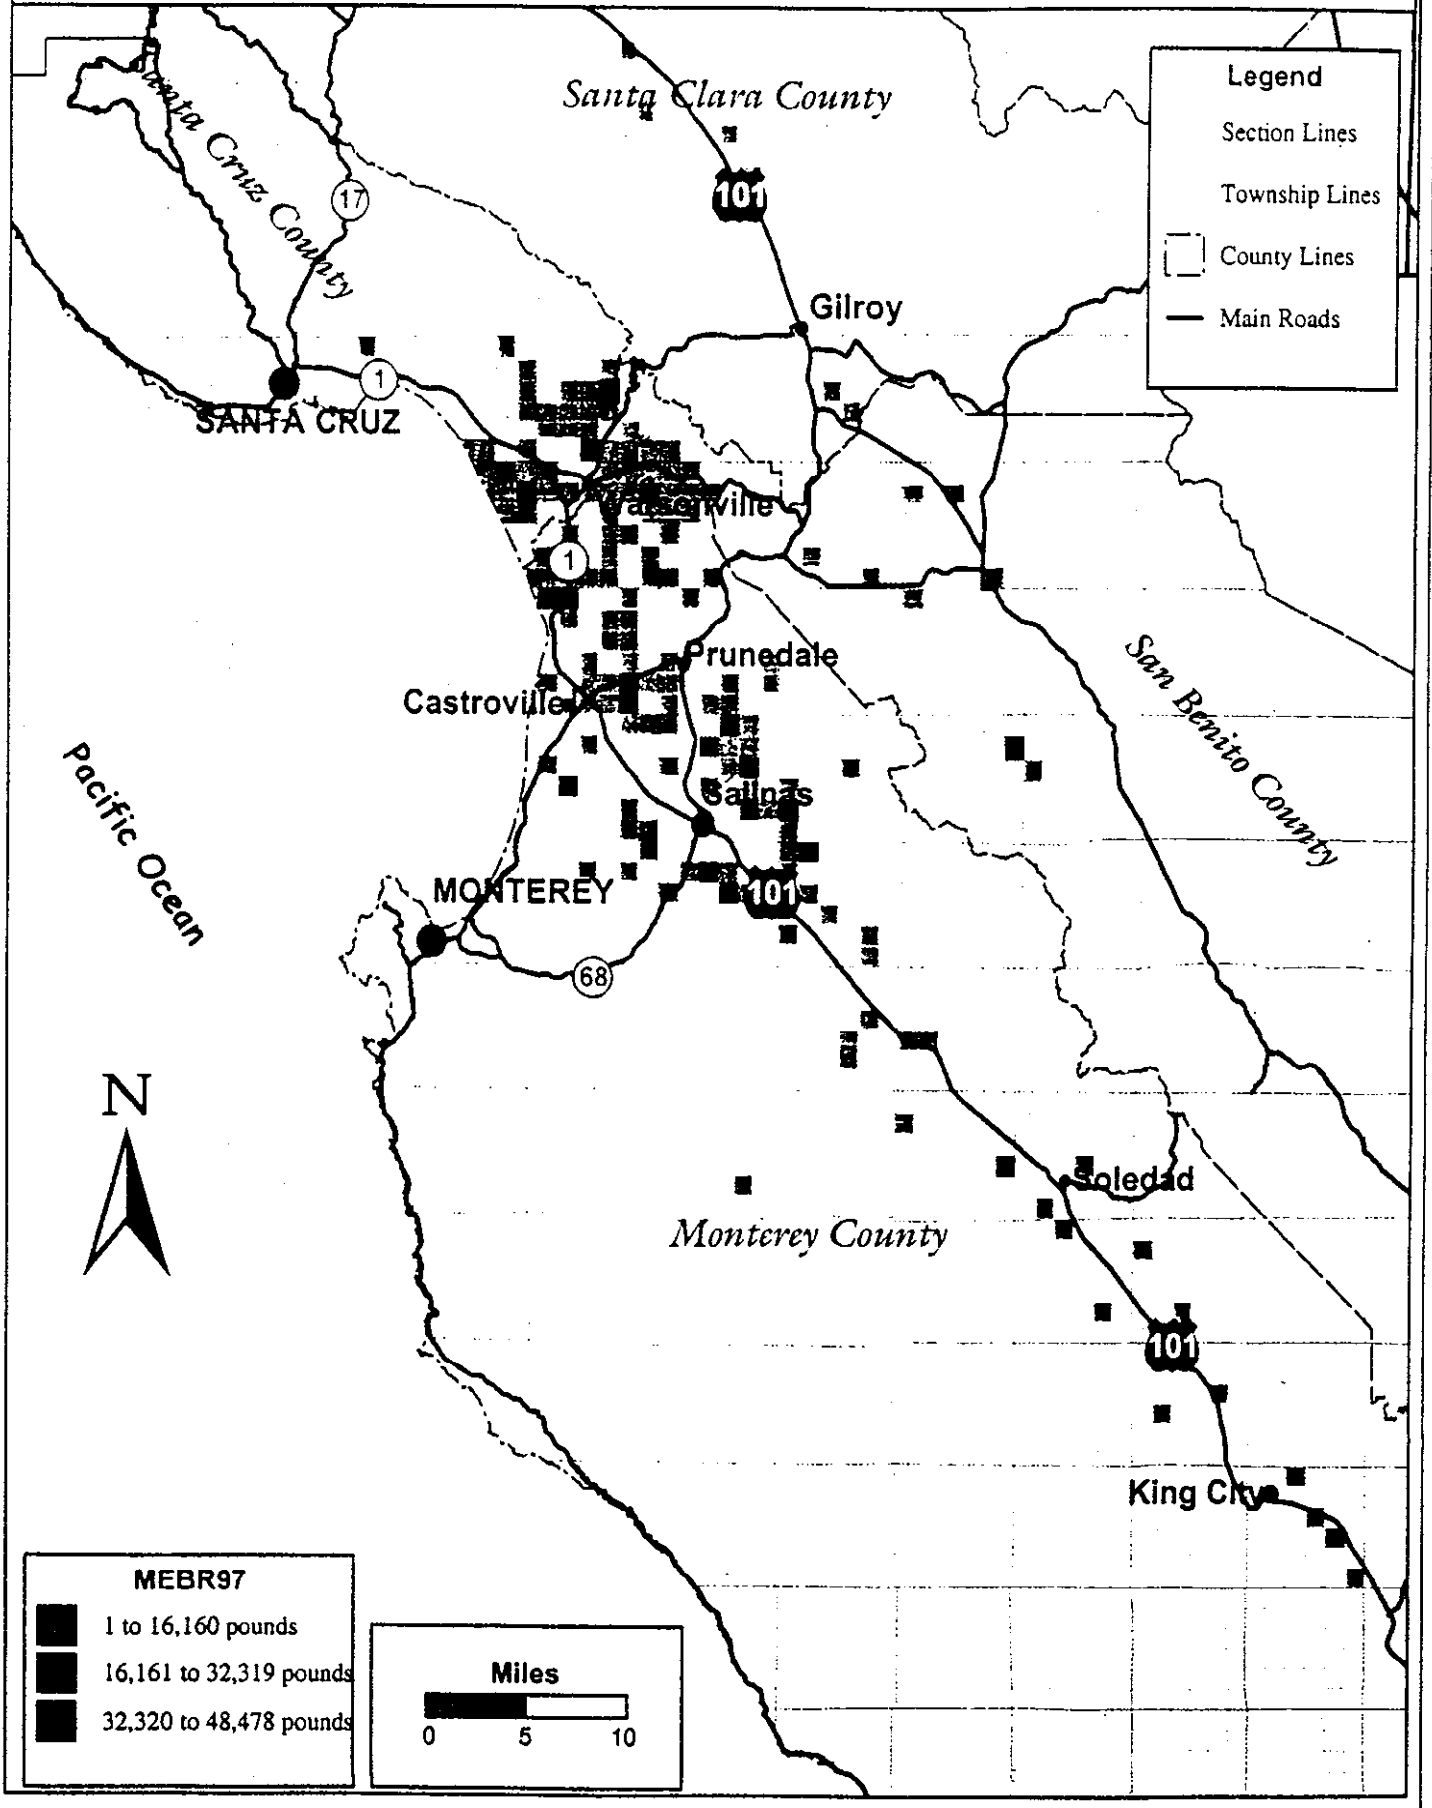 Santa Clara County
Legend
Section Lines
Township Lines
County Lines
Main Roads
Santa Cruz County
17
101
Gilroy
1
SANTA CRUZ
Watsonville
1
Prunedale
Castroville
San Benito County
Pacific Ocean
Salinas
MONTEREY
101
68
N
Soledad
Monterey County
101
King City
MEBR97
1 to 16,160 pounds
16,161 to 32,319 pounds
32,320 to 48,478 pounds
Miles
0 5 10